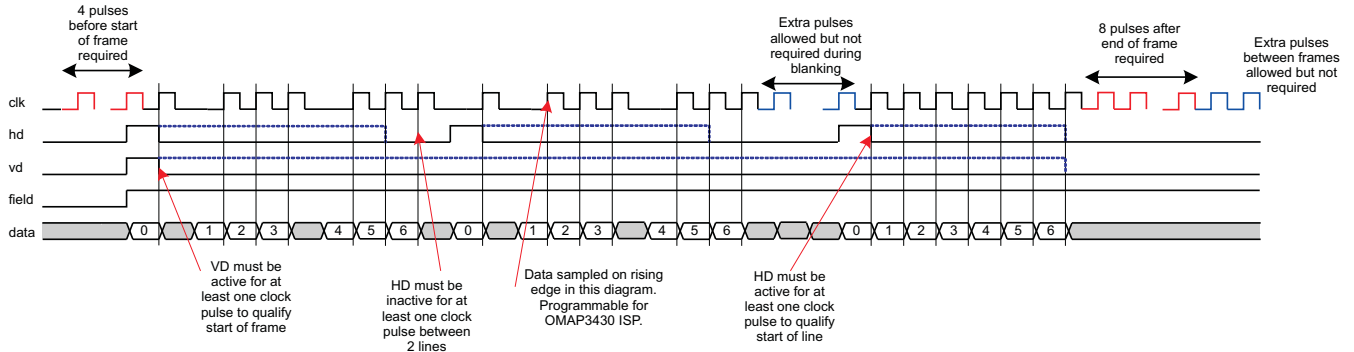 4 pulses
before start
of frame
required
Extra pulses
allowed but not
required during
blanking
8 pulses after
end of frame
required
Extra pulses
between frames
allowed but not
required
clk
hd
vd
field
data
0 1 2 3 4 5 6 0 1 2 3 4 5 6 0 1 2 3 4 5 6
VD must be
active for at
least one clock
pulse to qualify
start of frame
HD must be
inactive for at
least one clock
pulse between
2 lines
Data sampled on rising
edge in this diagram.
Programmable for
OMAP3430 ISP.
HD must be
active for at
least one clock
pulse to qualify
start of line